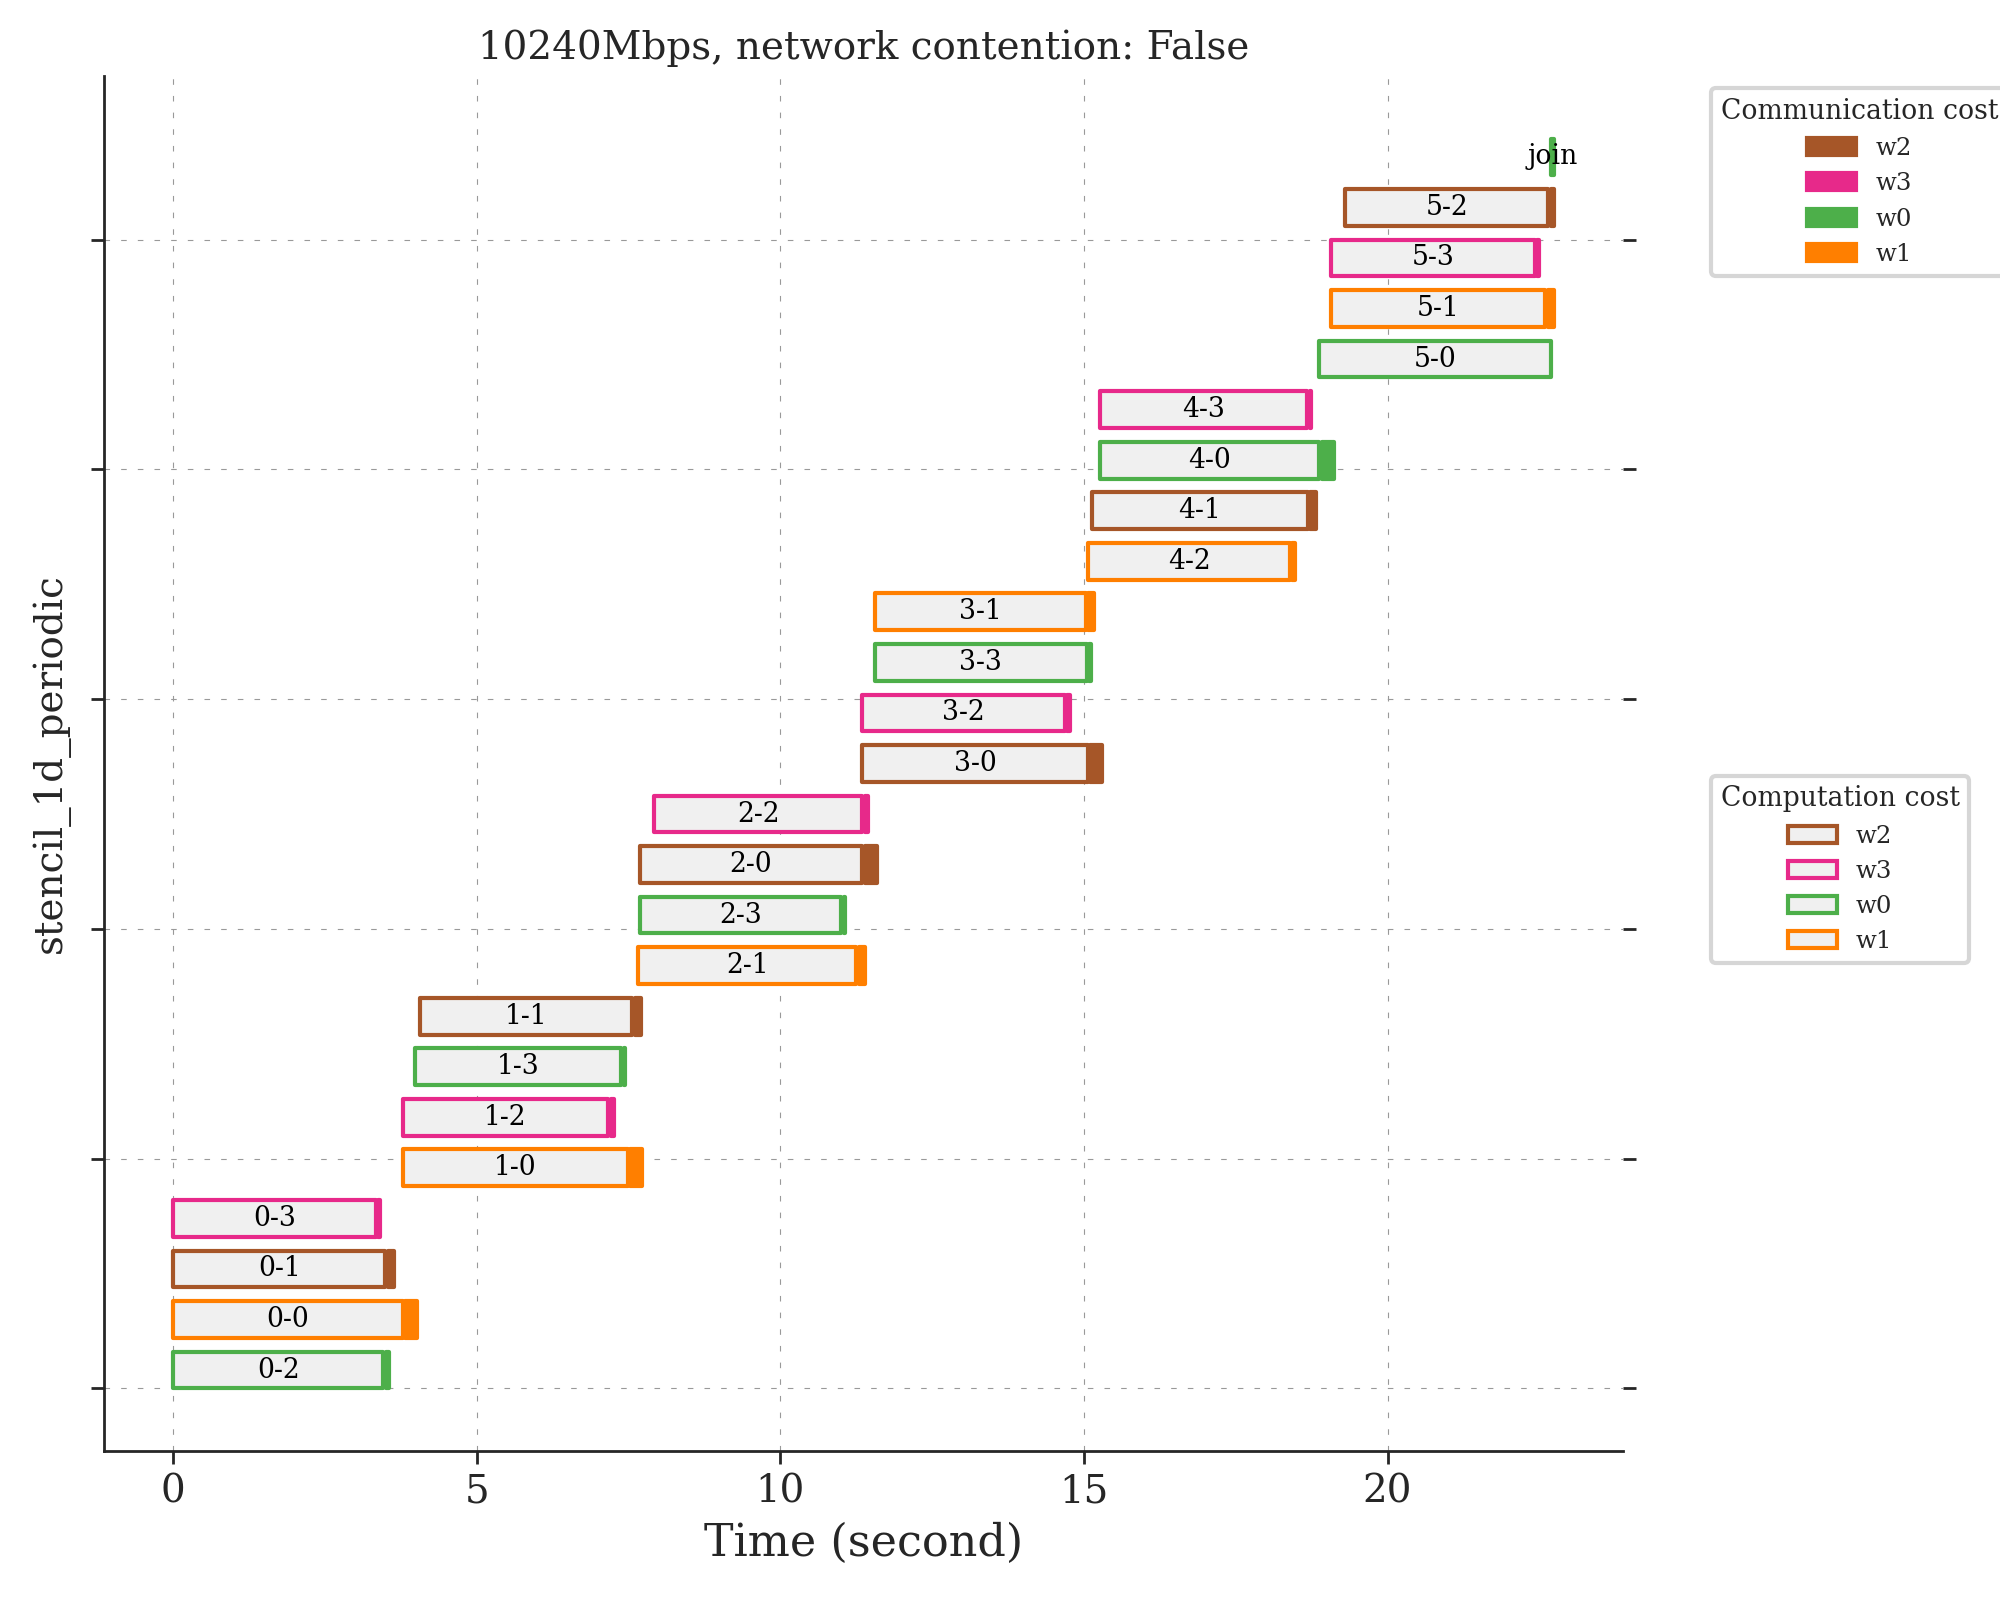 10240Mbps, network contention: False
join
5-2
5-3
5-1
5-0
4-3
4-0
4-1
4-2
3-1
3-3
3-2
3-0
2-2
2-0
2-3
2-1
1-1
1-3
1-2
1-0
0-3
0-1
0-0
0-2
stencil_1d_periodic
0 5 10 15 20
Time (second)
Communication cost
w2
w3
w0
w1
Computation cost
w2
w3
w0
w1